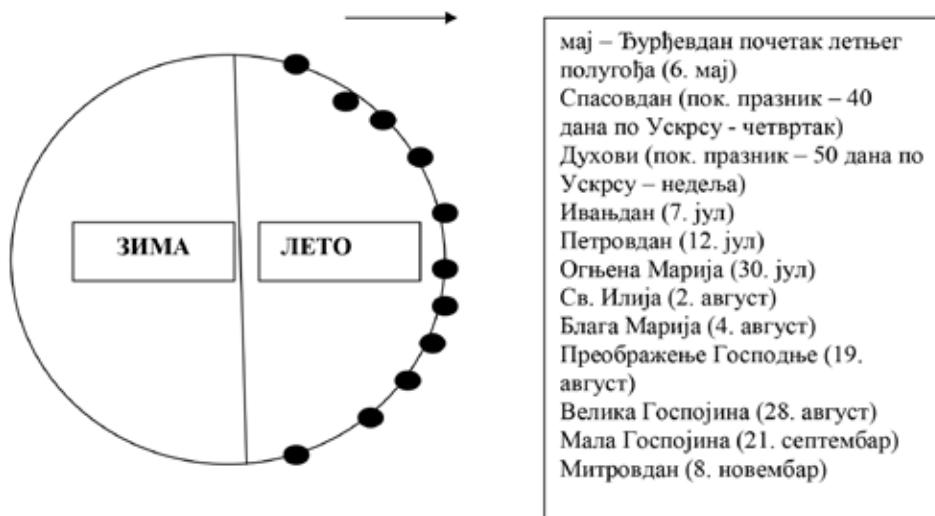 ЗИМА
ЛЕТО
мај – Ђурђевдан почетак летњег
полугођа (6. мај)
Спасовдан (пок. празник – 40
дана по Ускрсу - четвртак)
Духови (пок. празник – 50 дана по
Ускрсу – недеља)
Ивањдан (7. јул)
Петровдан (12. јул)
Огњена Марија (30. јул)
Св. Илија (2. август)
Блага Марија (4. август)
Преображење Господње (19.
август)
Велика Госпојина (28. август)
Мала Госпојина (21. септембар)
Митровдан (8. новембар)